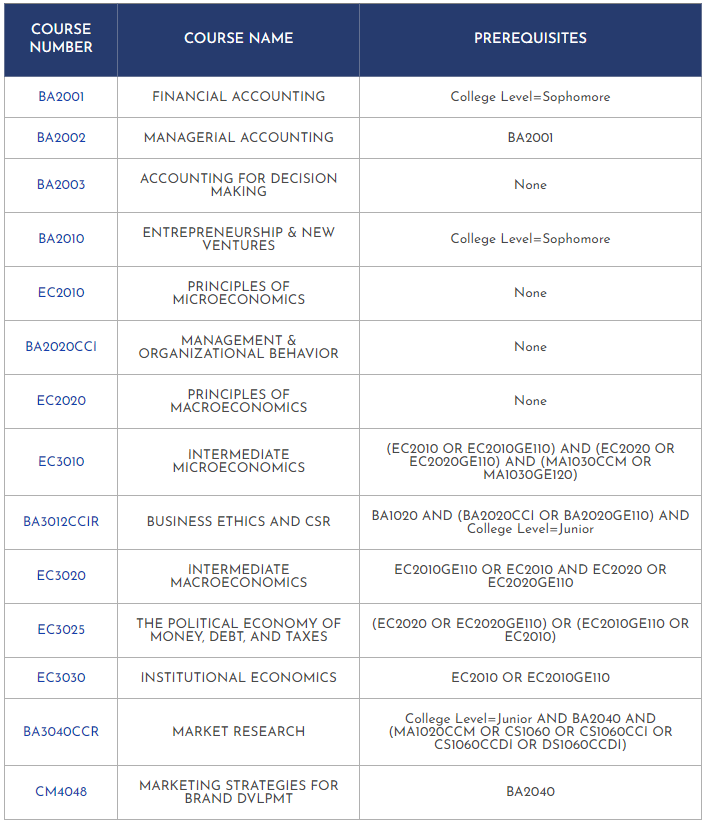 COURSE NUMBER
COURSE NAME
PREREQUISITES
BA2001
FINANCIAL ACCOUNTING
College Level=Sophomore
BA2002
MANAGERIAL ACCOUNTING
BA2001
BA2003
ACCOUNTING FOR DECISION
MAKING
None
BA2010
ENTREPRENEURSHIP & NEW
VENTURES
College Level=Sophomore
EC2010
PRINCIPLES OF
MICROECONOMICS
None
BA2020CCI
MANAGEMENT &
ORGANIZATIONAL BEHAVIOR
None
EC2020
PRINCIPLES OF
MACROECONOMICS
None
EC3010
INTERMEDIATE
MICROECONOMICS
(EC2010 OR EC2010GE110) AND (EC2020 OR
EC2020GE110) AND (MA1030CCM OR
MA1030GE120)
BA3012CCIR
BUSINESS ETHICS AND CSR
BA1020 AND (BA2020CCI OR BA2020GE110) AND
College Level=Junior
EC3020
INTERMEDIATE
MACROECONOMICS
EC2010GE110 OR EC2010 AND EC2020 OR
EC2020GE110
EC3025
THE POLITICAL ECONOMY OF
MONEY, DEBT, AND TAXES
(EC2020 OR EC2020GE110) OR (EC2010GE110 OR
EC2010)
EC3030
INSTITUTIONAL ECONOMICS
EC2010 OR EC2010GE110
BA3040CCR
MARKET RESEARCH
College Level=Junior AND BA2040 AND
(MA1020CCM OR CS1060 OR CS1060CCI OR
CS1060CCDI OR DS1060CCDI)
CM4048
MARKETING STRATEGIES FOR
BRAND DVLPMT
BA2040